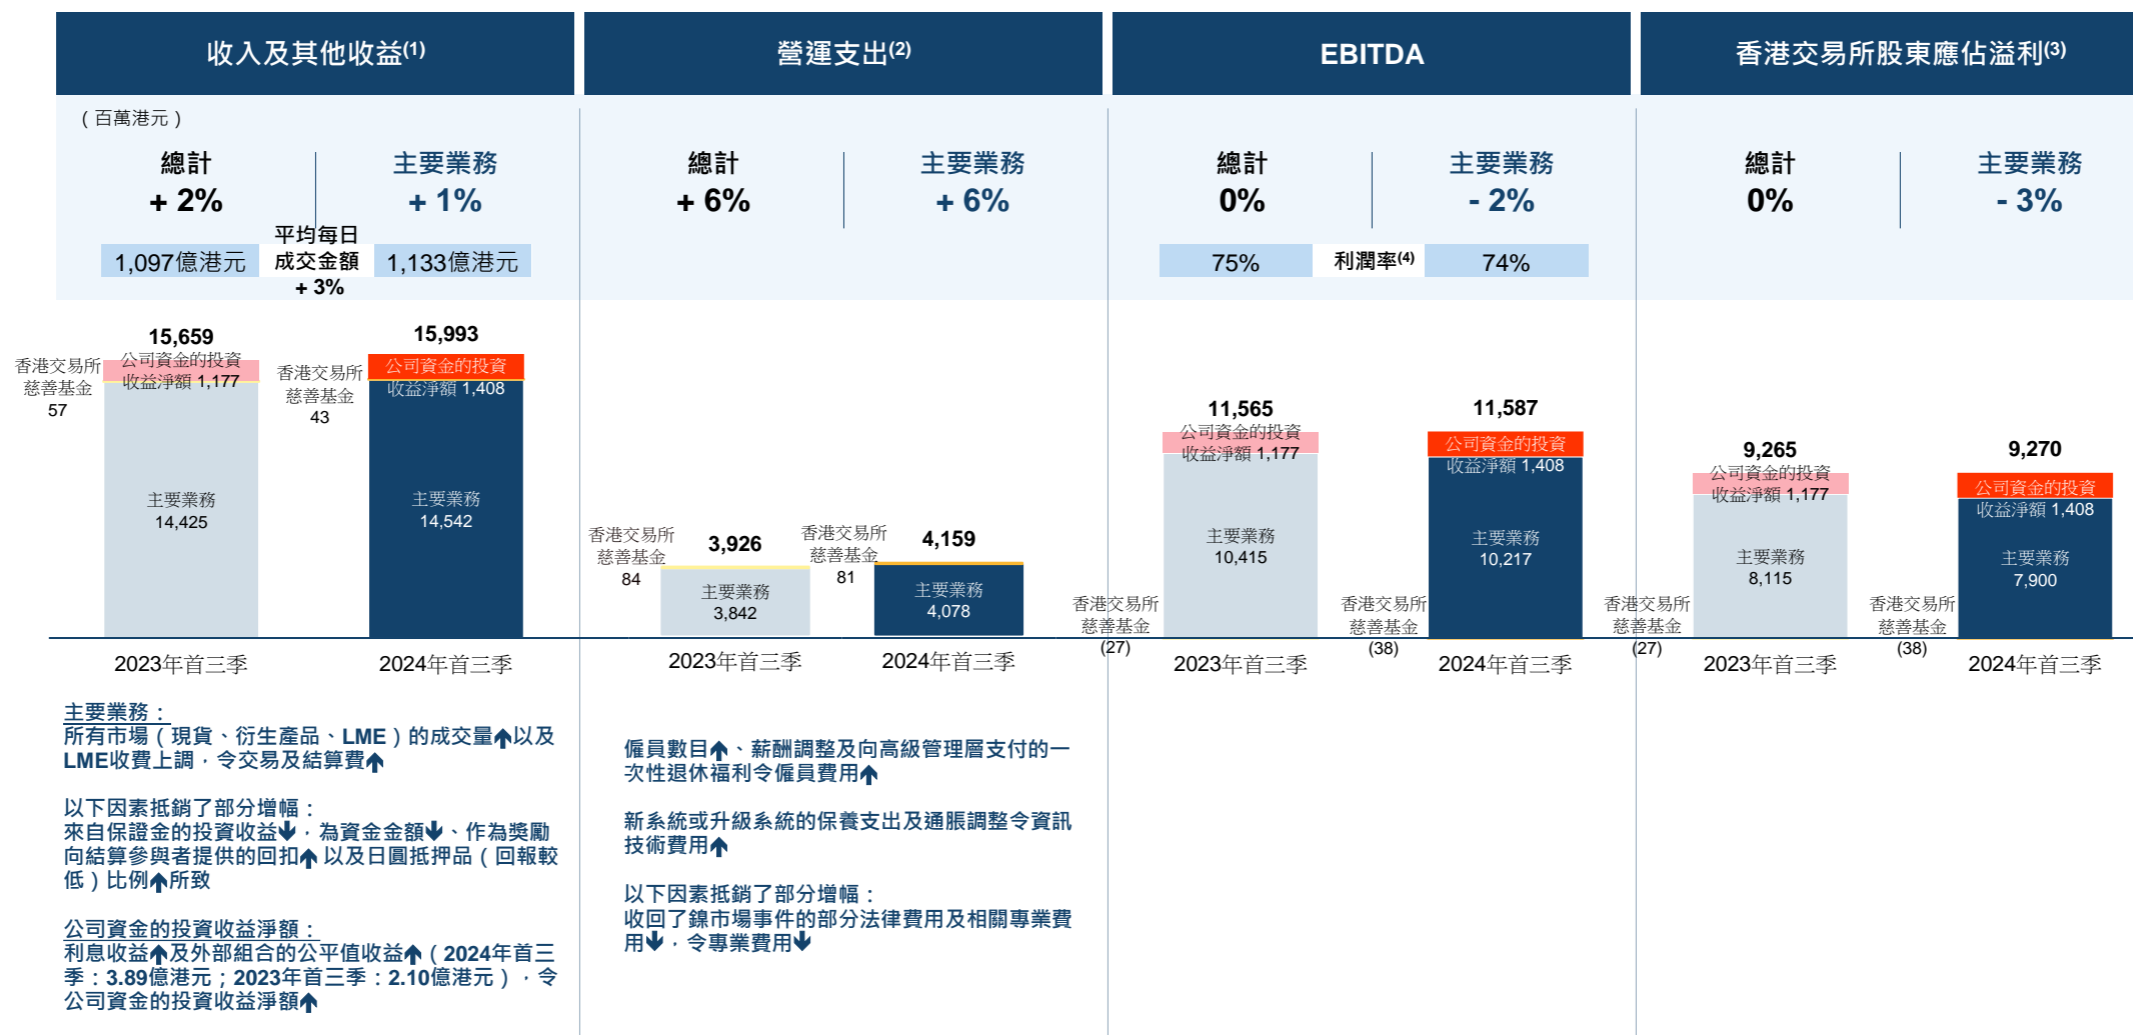 收入及其他收益(1)
營運支出(2)
EBITDA
香港交易所股東應佔溢利(3)
（百萬港元）
總計
+ 2%
主要業務
+ 1%
1,097億港元
平均每日
成交金額
+ 3%
1,133億港元
總計
+ 6%
主要業務
+ 6%
總計
0%
主要業務
- 2%
75%
利潤率(4)
74%
總計
0%
主要業務
- 3%
15,659
公司資金的投資
收益淨額 1,177
香港交易所
慈善基金
57
主要業務
14,425
2023年首三季
15,993
公司資金的投資
收益淨額 1,408
香港交易所
慈善基金
43
主要業務
14,542
2024年首三季
香港交易所
慈善基金
84
3,926
主要業務
3,842
2023年首三季
香港交易所
慈善基金
81
4,159
主要業務
4,078
2024年首三季
11,565
公司資金的投資
收益淨額 1,177
主要業務
10,415
香港交易所
慈善基金
(27)
2023年首三季
11,587
公司資金的投資
收益淨額 1,408
主要業務
10,217
香港交易所
慈善基金
(38)
2024年首三季
9,265
公司資金的投資
收益淨額 1,177
主要業務
8,115
香港交易所
慈善基金
(27)
2023年首三季
9,270
公司資金的投資
收益淨額 1,408
主要業務
7,900
香港交易所
慈善基金
(38)
2024年首三季
主要業務：
所有市場（現貨、衍生產品、LME）的成交量🡹以及
LME收費上調，令交易及結算費🡹
以下因素抵銷了部分增幅：
來自保證金的投資收益🡻，為資金金額🡻、作為獎勵
向結算參與者提供的回扣🡹 以及日圓抵押品（回報較
低）比例🡹所致
公司資金的投資收益淨額：
利息收益🡹及外部組合的公平值收益🡹（2024年首三
季：3.89億港元；2023年首三季：2.10億港元），令
公司資金的投資收益淨額🡹
僱員數目🡹、薪酬調整及向高級管理層支付的一
次性退休福利令僱員費用🡹
新系統或升級系統的保養支出及通脹調整令資訊
技術費用🡹
以下因素抵銷了部分增幅：
收回了鎳市場事件的部分法律費用及相關專業費
用🡻，令專業費用🡻